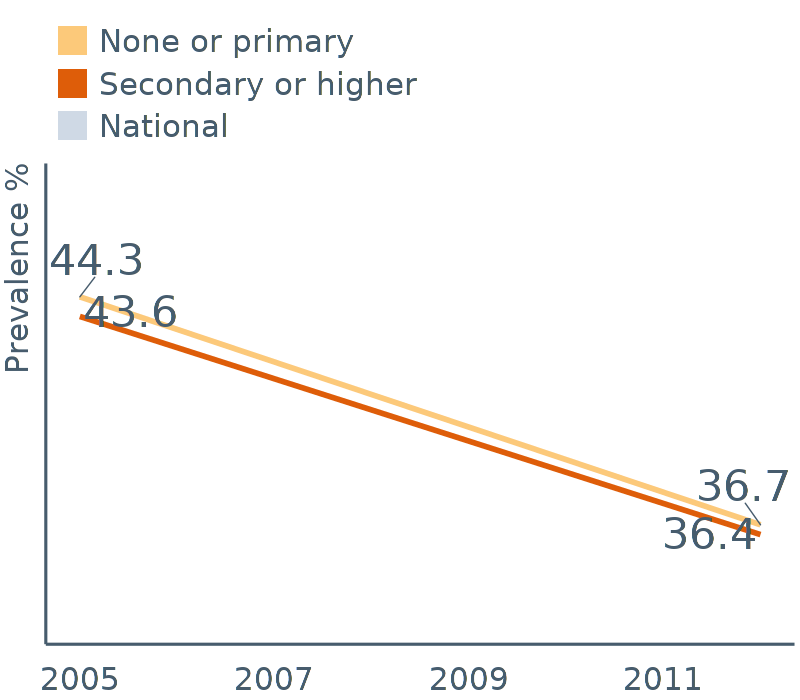 None or primary
Secondary or higher
National
Prevalence %
44.3
43.6
36.7
36.4
2005
2007
2009
2011